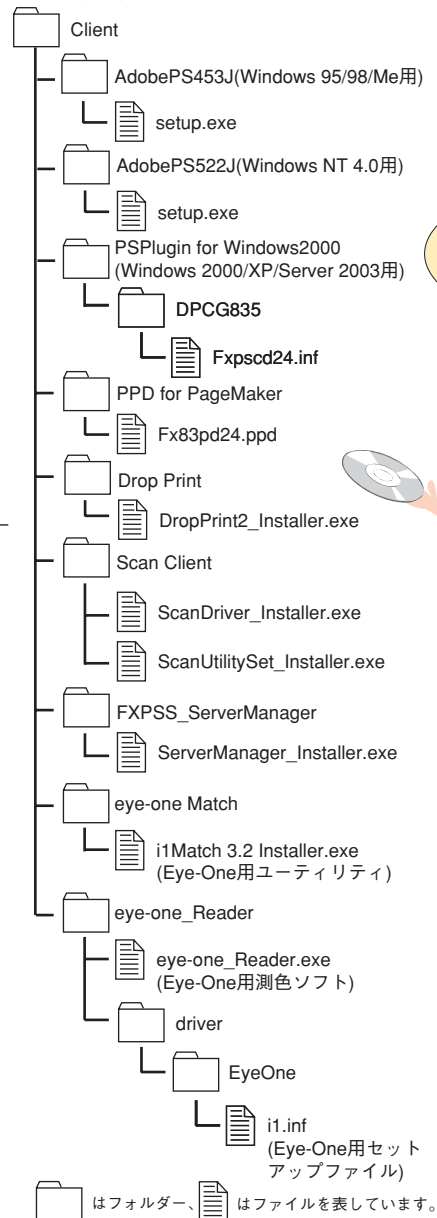 Client
AdobePS453J(Windows 95/98/Me用)
setup.exe
AdobePS522J(Windows NT 4.0用)
setup.exe
PSPlugin for Windows2000
(Windows 2000/XP/Server 2003用)
DPCG835
Fxpscd24.inf
PPD for PageMaker
Fx83pd24.ppd
Drop Print
DropPrint2_Installer.exe
Scan Client
ScanDriver_Installer.exe
ScanUtilitySet_Installer.exe
FXPSS_ServerManager
ServerManager_Installer.exe
eye-one Match
i1Match 3.2 Installer.exe
(Eye-One用ユーティリティ)
eye-one_Reader
eye-one_Reader.exe
(Eye-One用測色ソフト)
driver
EyeOne
i1.inf
(Eye-One用セット
アップファイル)
はフォルダー、 はファイルを表しています。